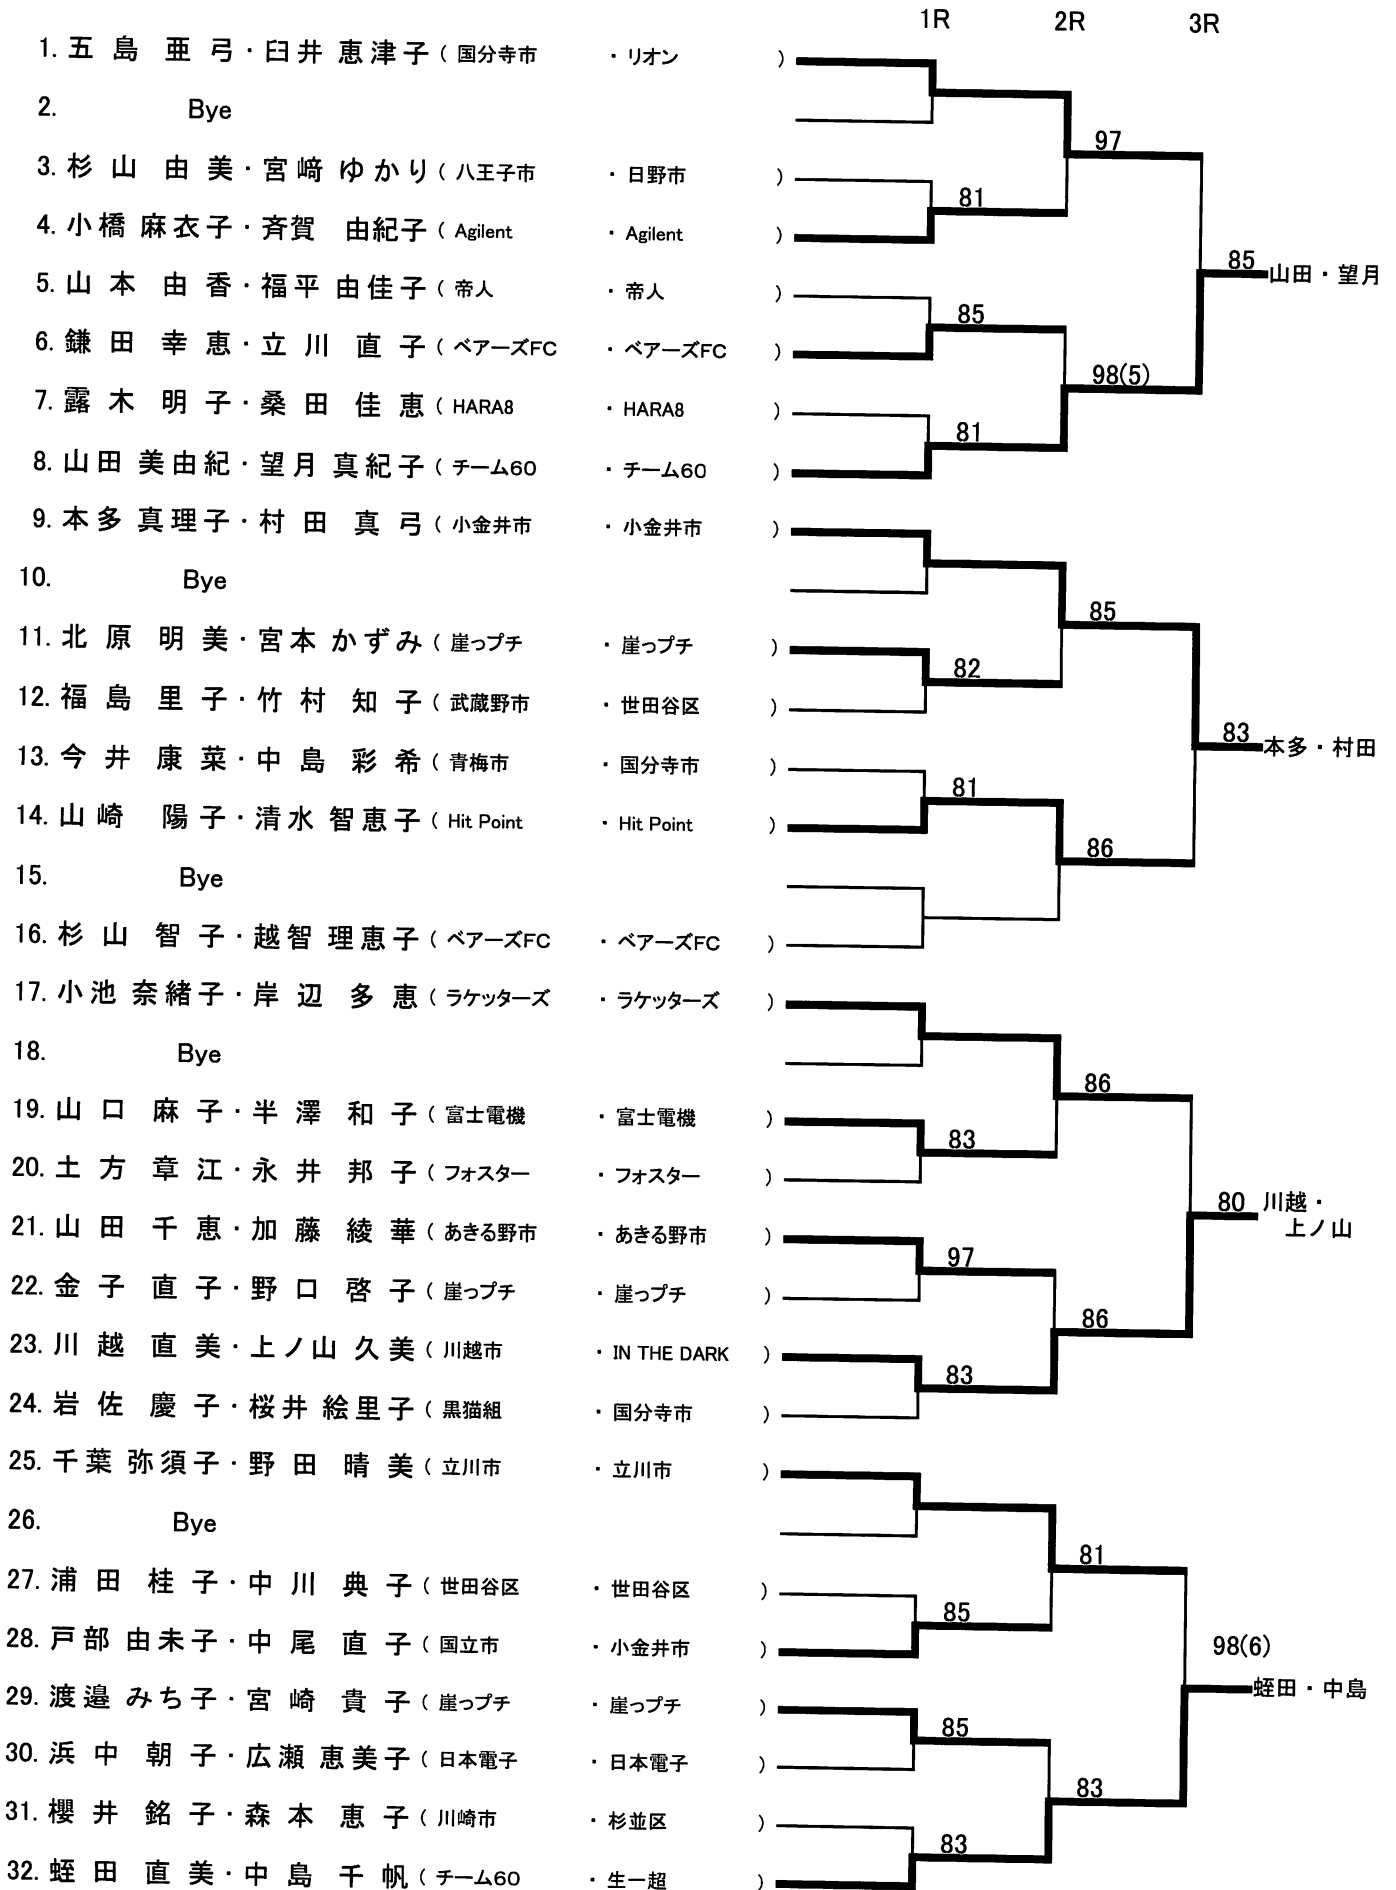 1R 2R 3R
1. 五島 亜弓・臼井 恵津子 ( 国分寺市 ・ リオン )
2. Bye
97
3. 杉山 由美・宮﨑 ゆかり ( 八王子市 ・ 日野市 )
81
4. 小橋 麻衣子・斉賀 由紀子 ( Agilent ・ Agilent )
85 山田・望月
5. 山本 由香・福平 由佳子 ( 帝人 ・ 帝人 )
85
6. 鎌田 幸恵・立川 直子 ( ベアーズFC ・ ベアーズFC )
98(5)
7. 露木 明子・桑田 佳恵 ( HARA8 ・ HARA8 )
81
8. 山田 美由紀・望月 真紀子 ( チーム60 ・ チーム60 )
9. 本多 真理子・村田 真弓 ( 小金井市 ・ 小金井市 )
10. Bye
85
11. 北原 明美・宮本 かずみ ( 崖っプチ ・ 崖っプチ )
82
12. 福島 里子・竹村 知子 ( 武蔵野市 ・ 世田谷区 )
83 本多・村田
13. 今井 康菜・中島 彩希 ( 青梅市 ・ 国分寺市 )
81
14. 山崎 陽子・清水 智恵子 ( Hit Point ・ Hit Point )
86
15. Bye
16. 杉山 智子・越智 理恵子 ( ベアーズFC ・ ベアーズFC )
17. 小池 奈緒子・岸辺 多恵 ( ラケッターズ ・ ラケッターズ )
18. Bye
86
19. 山口 麻子・半澤 和子 ( 富士電機 ・ 富士電機 )
83
20. 土方 章江・永井 邦子 ( フォスター ・ フォスター )
80 川越・
上ノ山
21. 山田 千恵・加藤 綾華 ( あきる野市 ・ あきる野市 )
97
22. 金子 直子・野口 啓子 ( 崖っプチ ・ 崖っプチ )
86
23. 川越 直美・上ノ山 久美 ( 川越市 ・ IN THE DARK )
83
24. 岩佐 慶子・桜井 絵里子 ( 黒猫組 ・ 国分寺市 )
25. 千葉 弥須子・野田 晴美 ( 立川市 ・ 立川市 )
26. Bye
81
27. 浦田 桂子・中川 典子 ( 世田谷区 ・ 世田谷区 )
85
28. 戸部 由未子・中尾 直子 ( 国立市 ・ 小金井市 )
98(6)
蛭田・中島
29. 渡邉 みち子・宮崎 貴子 ( 崖っプチ ・ 崖っプチ )
85
30. 浜中 朝子・広瀬 恵美子 ( 日本電子 ・ 日本電子 )
83
31. 櫻井 銘子・森本 恵子 ( 川崎市 ・ 杉並区 )
83
32. 蛭田 直美・中島 千帆 ( チーム60 ・ 生一超 )